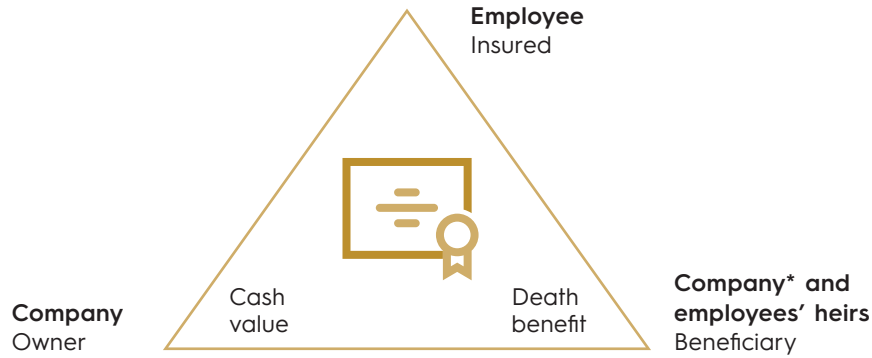 Employee
Insured
Cash
value
Death
benefit
Company
Owner
Company* and
employees’ heirs
Beneficiary